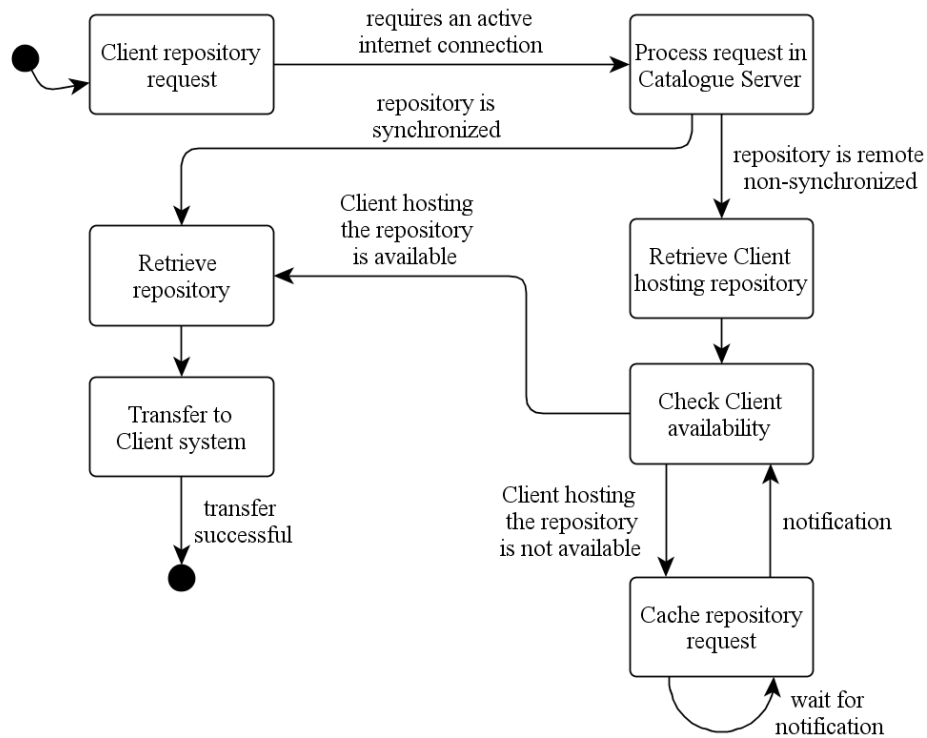 requires an active
internet connection
Client repository
request
Process request in
Catalogue Server
repository is
synchronized
repository is remote
non-synchronized
Client hosting
the repository
is available
Retrieve
repository
Retrieve Client
hosting repository
Transfer to
Client system
Check Client
availability
transfer
successful
Client hosting
the repository
is not available
notification
Cache repository
request
wait for
notification